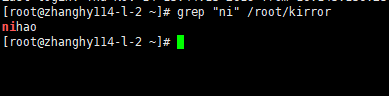 [root@zhanghy114-l-2 ~]# grep "ni" /root/kirror
nihao
[root@zhanghy114-l-2 ~]#